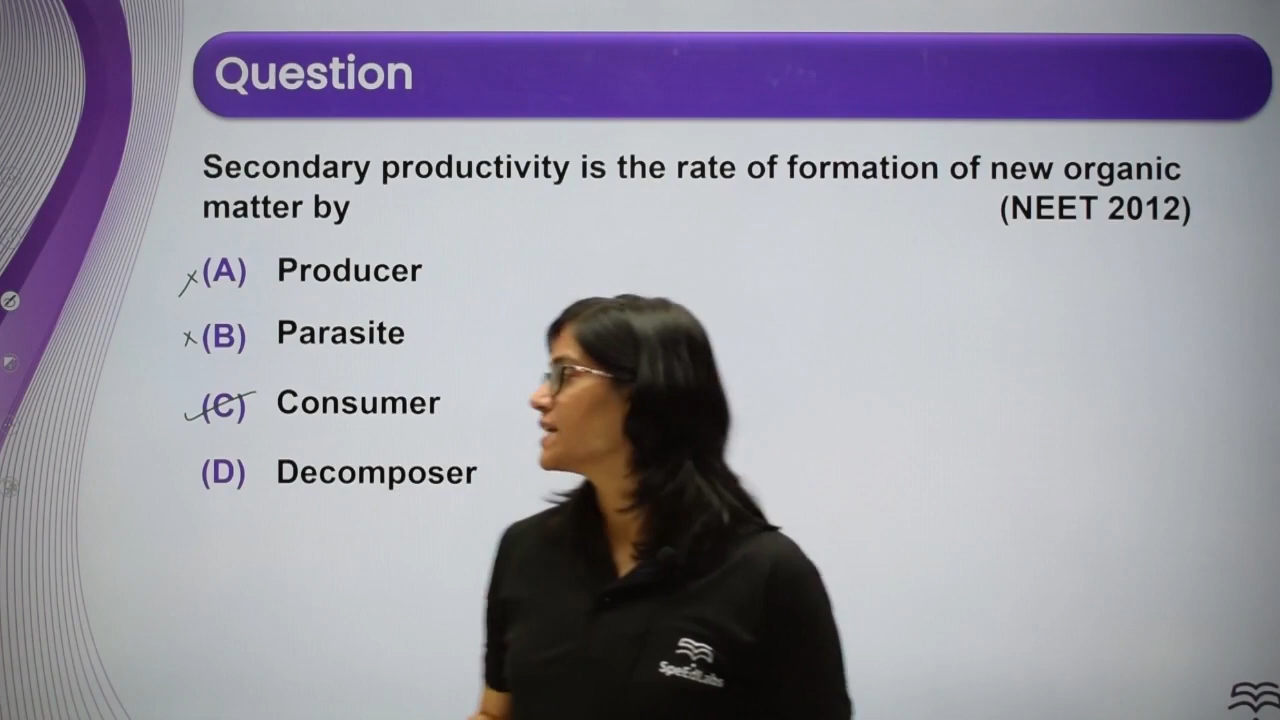 Question
Secondary productivity is the rate of formation of new organic
matter by (NEET 2012)
(A) Producer
(B) Parasite
(C) Consumer
(D) Decomposer
SpeEdLabs